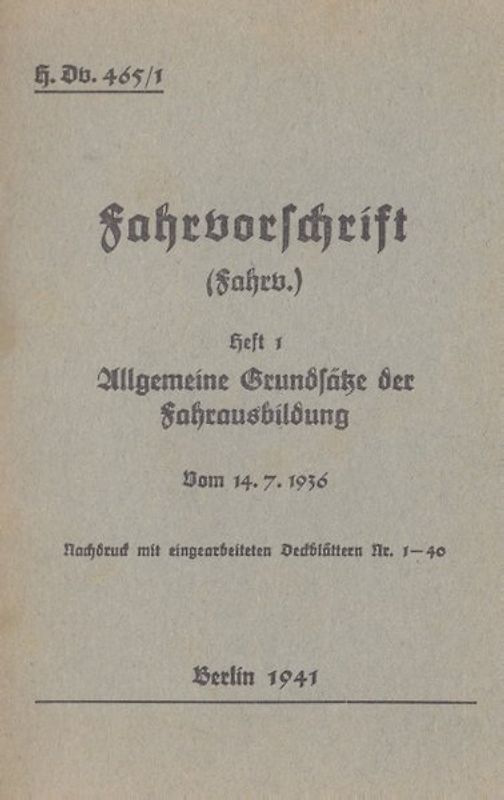 H. Dv. 465/1
Fahrvorschrift
(Fahrv.)
Heft 1
Allgemeine Grundsätze der
Fahrausbildung
Vom 14. 7. 1936
Nachdruck mit eingearbeiteten Deckblättern Nr. 1–40
Berlin 1941